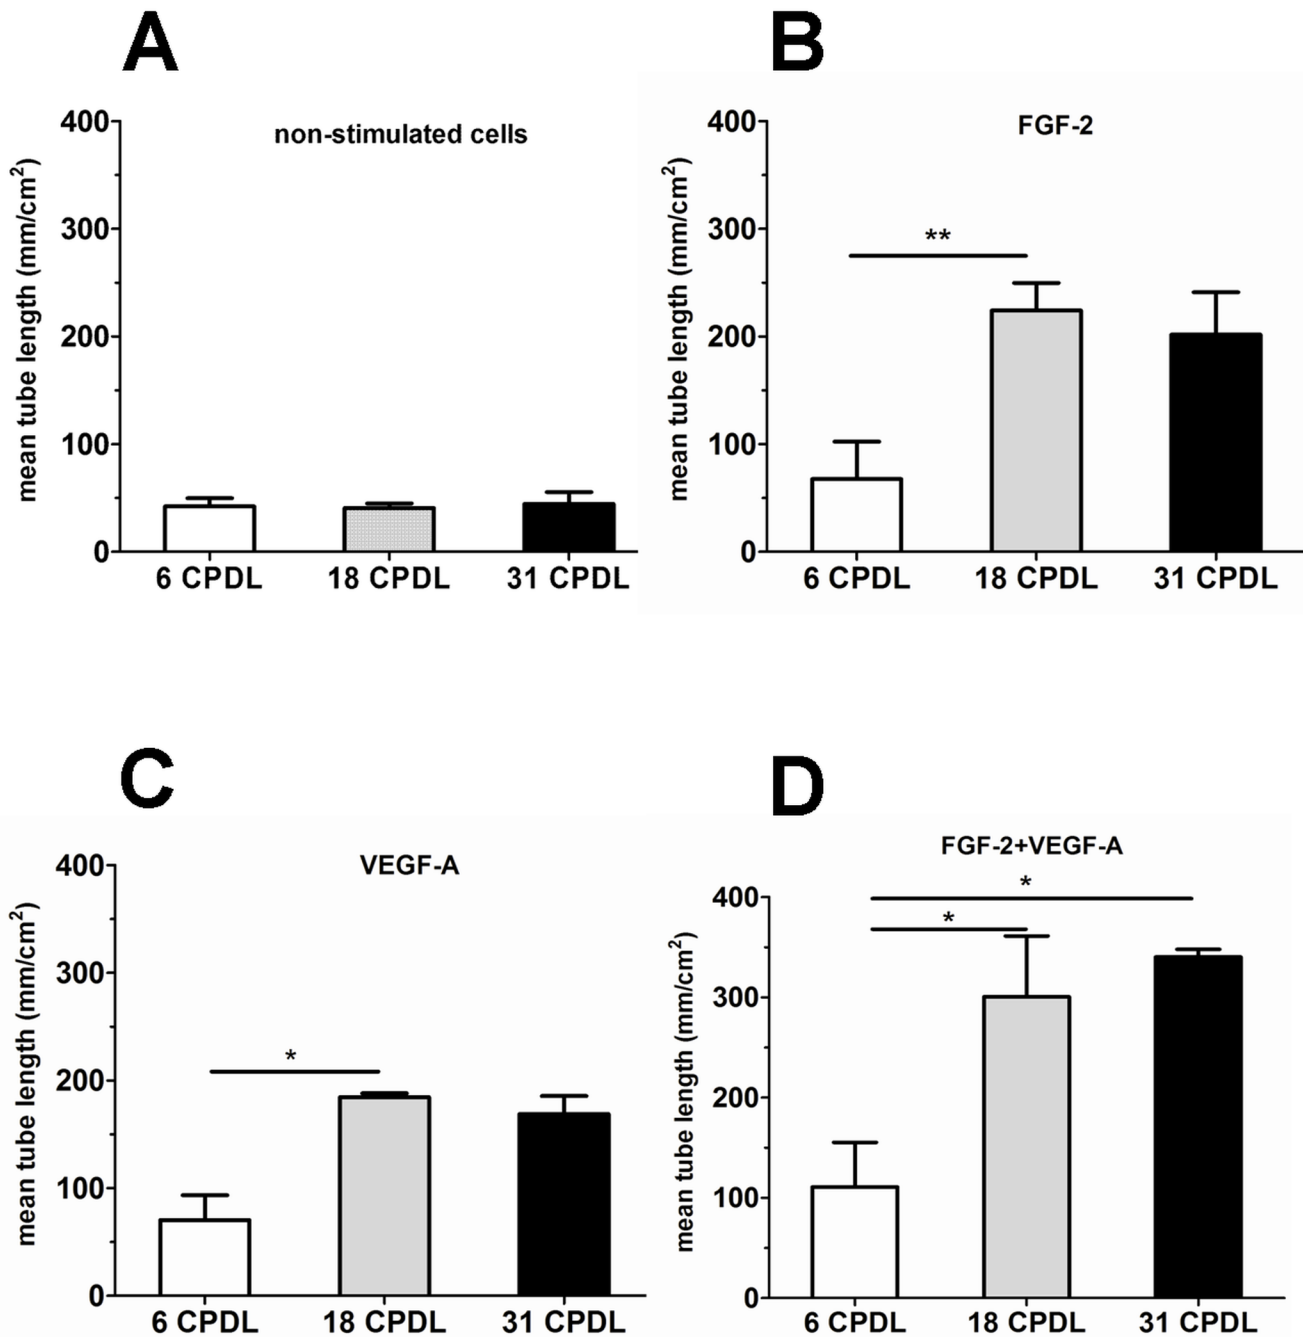 A
non-stimulated cells
mean tube length (mm/cm²)
400
300
200
100
0
6 CPDL 18 CPDL 31 CPDL
B
FGF-2
mean tube length (mm/cm²)
400
300
200
100
0
**
6 CPDL 18 CPDL 31 CPDL
C
VEGF-A
mean tube length (mm/cm²)
400
300
200
100
0
*
6 CPDL 18 CPDL 31 CPDL
D
FGF-2+VEGF-A
mean tube length (mm/cm²)
400
300
200
100
0
*
*
6 CPDL 18 CPDL 31 CPDL